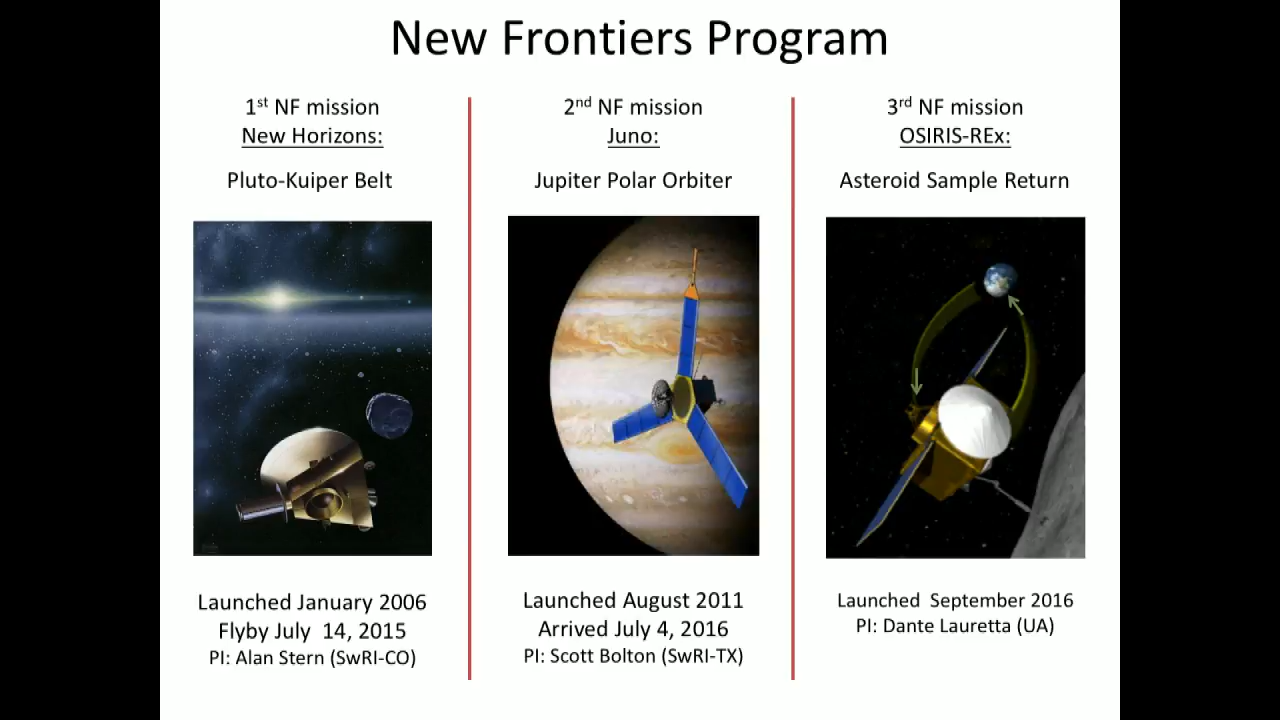 New Frontiers Program
1st NF mission
New Horizons:
Pluto-Kuiper Belt
Launched January 2006
Flyby July 14, 2015
PI: Alan Stern (SwRI-CO)
2nd NF mission
Juno:
Jupiter Polar Orbiter
Launched August 2011
Arrived July 4, 2016
PI: Scott Bolton (SwRI-TX)
3rd NF mission
OSIRIS-REx:
Asteroid Sample Return
Launched September 2016
PI: Dante Lauretta (UA)